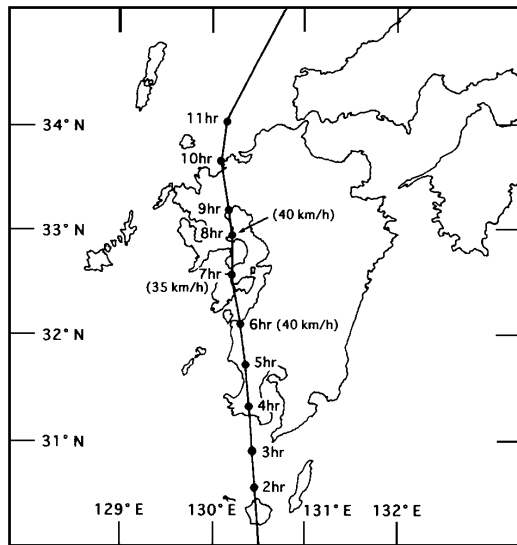 34° N
11hr
10hr
33° N
9hr
(40 km/h)
8hr
7hr
(35 km/h)
32° N
6hr (40 km/h)
5hr
4hr
31° N
3hr
2hr
129° E
130° E
131° E
132° E